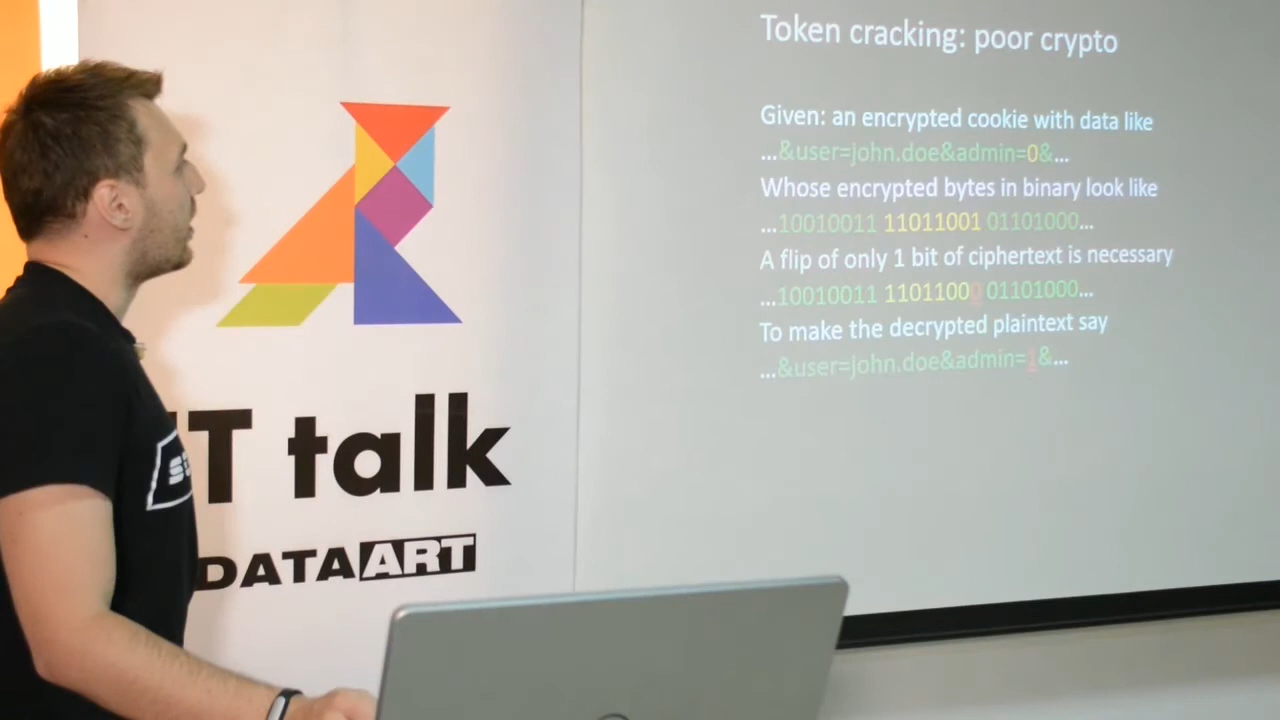 Token cracking: poor crypto
Given: an encrypted cookie with data like
...&user=john.doe&admin=0&...
Whose encrypted bytes in binary look like
...10010011 11011001 01101000...
A flip of only 1 bit of ciphertext is necessary
...10010011 11011000 01101000...
To make the decrypted plaintext say
...&user=john.doe&admin=1&...
IT talk
DATAART